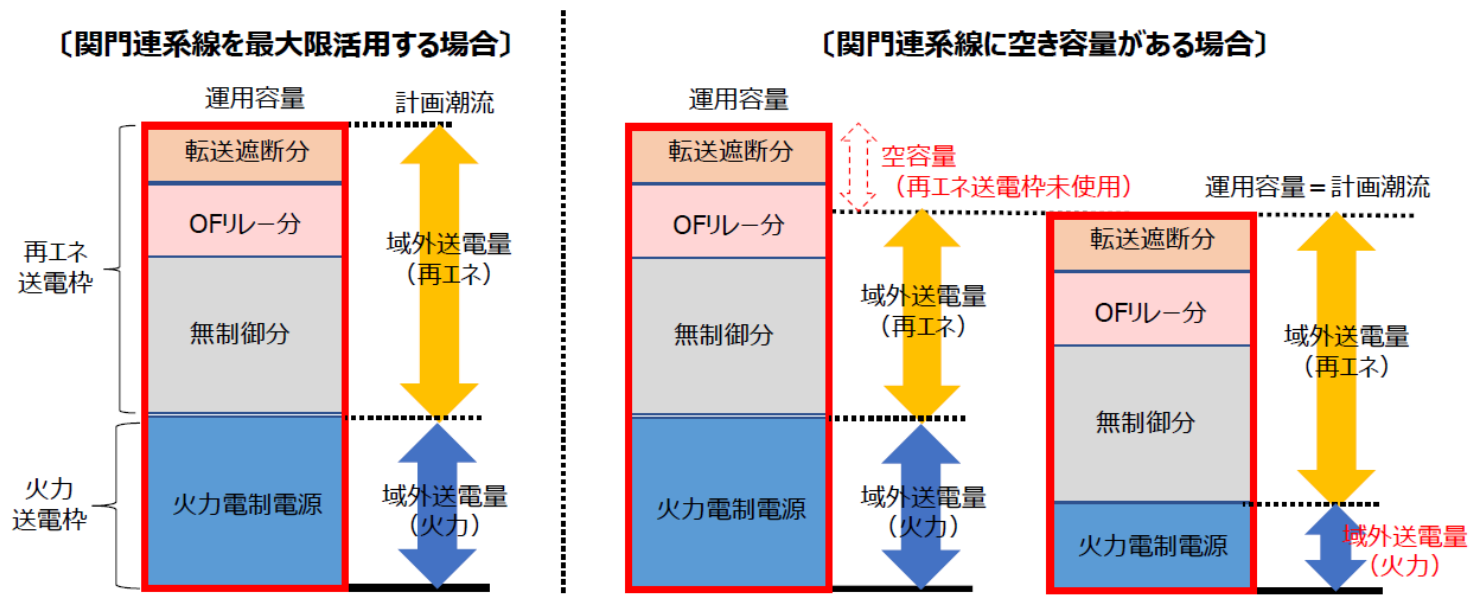 〔関門連系線を最大限活用する場合〕
運用容量
計画潮流
転送遮断分
OFリレー分
無制御分
火力電制電源
再エネ
送電枠
火力
送電枠
域外送電量
（再エネ）
域外送電量
（火力）
〔関門連系線に空き容量がある場合〕
運用容量
転送遮断分
OFリレー分
無制御分
火力電制電源
空容量
（再エネ送電枠未使用）
域外送電量
（再エネ）
域外送電量
（火力）
運用容量＝計画潮流
転送遮断分
OFリレー分
無制御分
火力電制電源
域外送電量
（再エネ）
域外送電量
（火力）